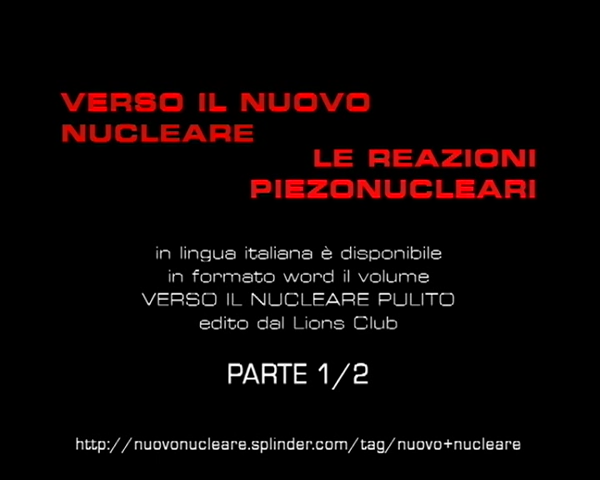 VERSO IL NUOVO
NUCLEARE
LE REAZIONI
PIEZONUCLEARI
in lingua italiana è disponibile
in formato word il volume
VERSO IL NUCLEARE PULITO
edito dal Lions Club
PARTE 1/2
http://nuovonucleare.splinder.com/tag/nuovo+nucleare